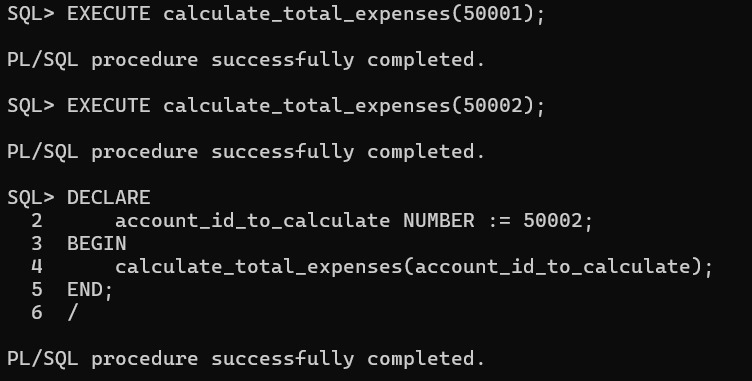 SQL> EXECUTE calculate_total_expenses(50001);
PL/SQL procedure successfully completed.
SQL> EXECUTE calculate_total_expenses(50002);
PL/SQL procedure successfully completed.
SQL> DECLARE
  2      account_id_to_calculate NUMBER := 50002;
  3  BEGIN
  4      calculate_total_expenses(account_id_to_calculate);
  5  END;
  6  /
PL/SQL procedure successfully completed.